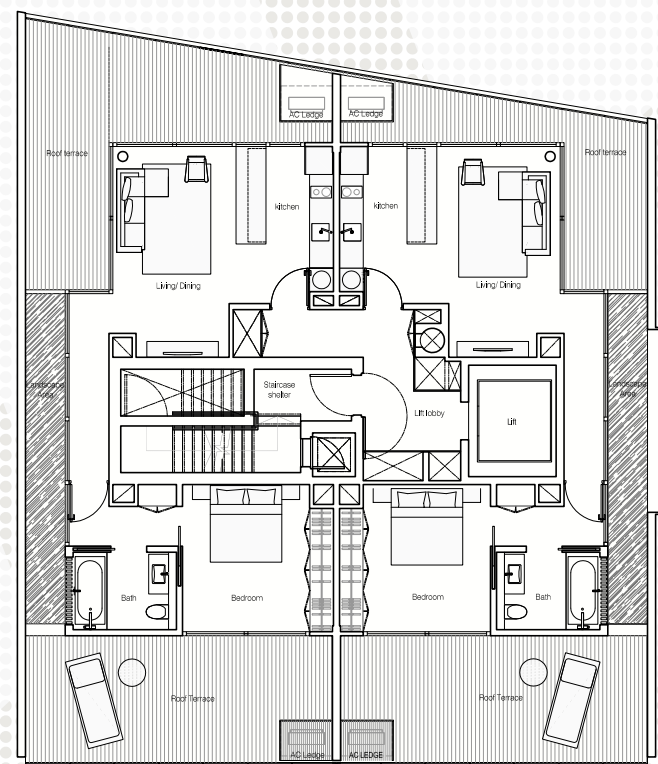 AC Ledge
AC Ledge
Roof terrace
Roof terrace
kitchen
kitchen
Living/ Dining
Living/ Dining
Landscape
Area
Staircase
shelter
Lift lobby
Lift
Landscape
Area
Bath
Bedroom
Bedroom
Bath
Roof Terrace
Roof Terrace
AC Ledge
AC LEDGE